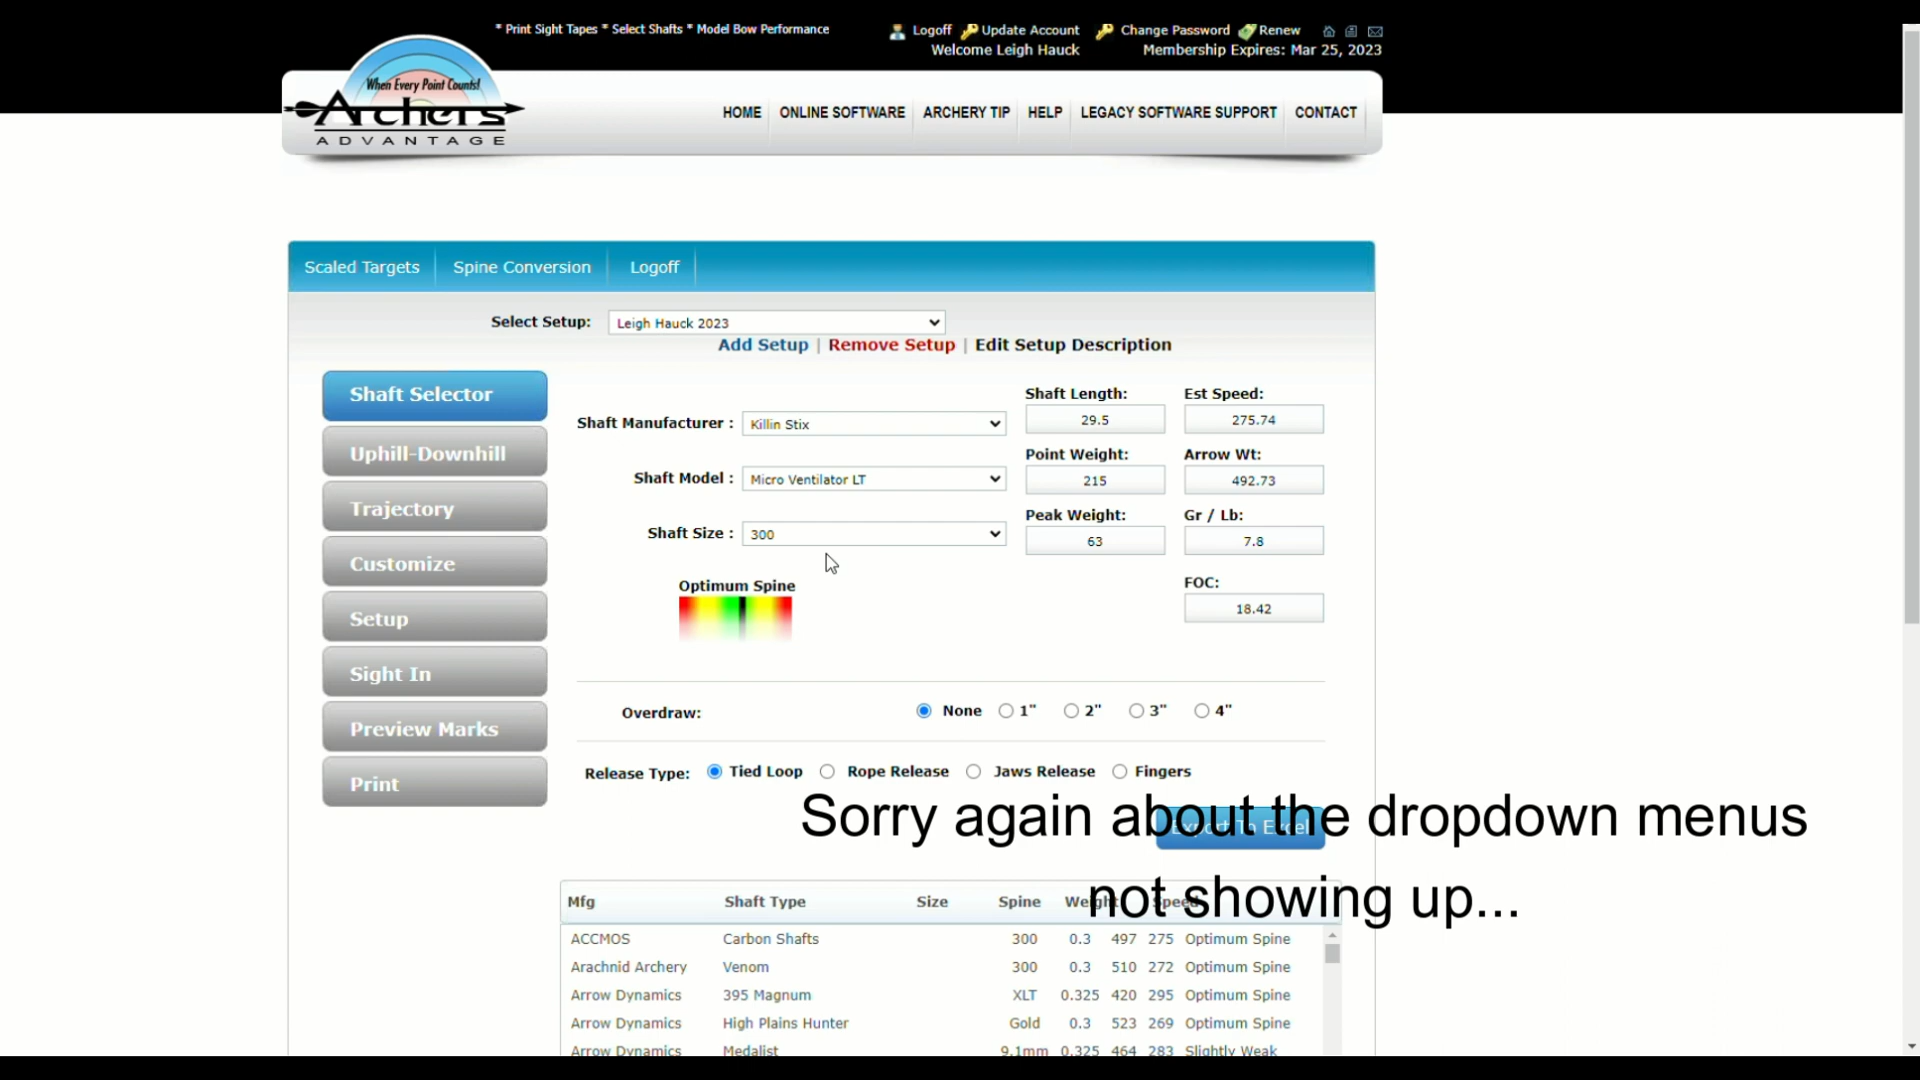 * Print Sight Tapes * Select Shafts * Model Bow Performance
Logoff Update Account Change Password Renew
Welcome Leigh Hauck Membership Expires: Mar 25, 2023
When Every Point Counts!
Archer's
ADVANTAGE
HOME ONLINE SOFTWARE ARCHERY TIP HELP LEGACY SOFTWARE SUPPORT CONTACT
Scaled Targets Spine Conversion Logoff
Select Setup: Leigh Hauck 2023
Add Setup | Remove Setup | Edit Setup Description
Shaft Selector
Uphill-Downhill
Trajectory
Customize
Setup
Sight In
Preview Marks
Print
Shaft Manufacturer : Killin Stix
Shaft Model : Micro Ventilator LT
Shaft Size : 300
Shaft Length: Est Speed:
29.5 275.74
Point Weight: Arrow Wt:
215 492.73
Peak Weight: Gr / Lb:
63 7.8
FOC:
18.42
Optimum Spine
Overdraw: None 1" 2" 3" 4"
Release Type: Tied Loop Rope Release Jaws Release Fingers
Export To Excel
Sorry again about the dropdown menus
not showing up...
Mfg Shaft Type Size Spine Weight Speed
ACCMOS Carbon Shafts 300 0.3 497 275 Optimum Spine
Arachnid Archery Venom 300 0.3 510 272 Optimum Spine
Arrow Dynamics 395 Magnum XLT 0.325 420 295 Optimum Spine
Arrow Dynamics High Plains Hunter Gold 0.3 523 269 Optimum Spine
Arrow Dynamics Medalist 9.1mm 0.325 464 283 Slightly Weak